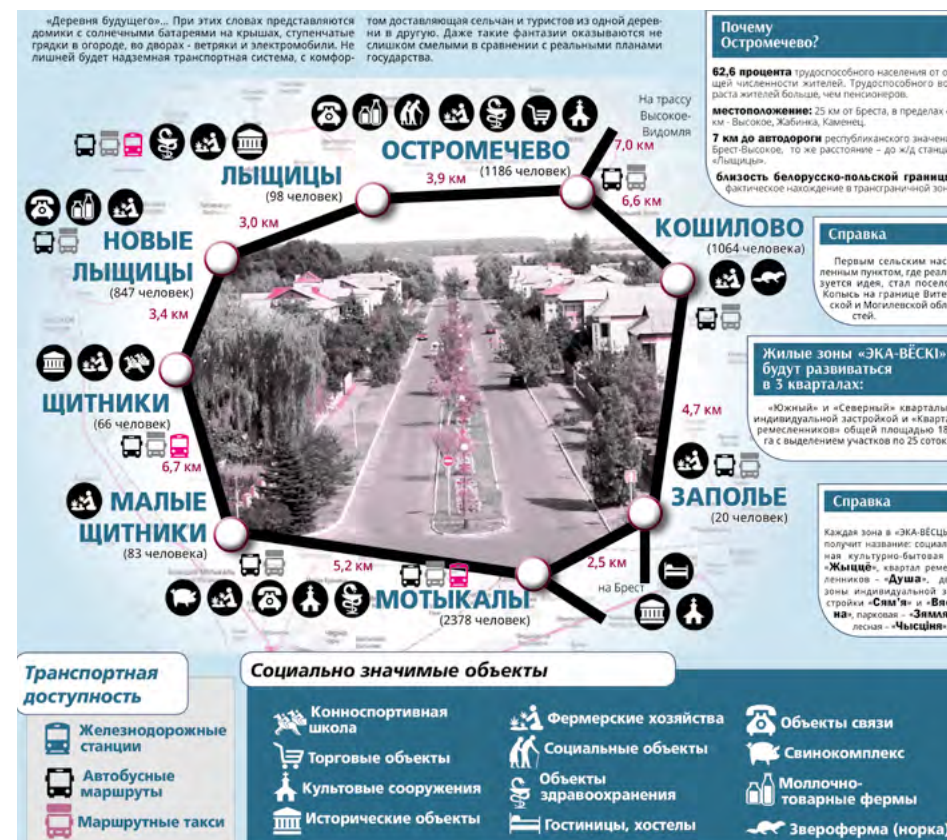 «Деревня будущего»... При этих словах представляются
домики с солнечными батареями на крышах, ступенчатые
грядки в огороде, во дворах - ветряки и электромобили. Не
лишней будет надземная транспортная система, с комфор-
том доставляющая сельчан и туристов из одной дерев-
ни в другую. Даже такие фантазии оказываются не
слишком смелыми в сравнении с реальными планами
государства.
Почему
Остромечево?
62,6 процента трудоспособного населения от о
щей численности жителей. Трудоспособного во
раста жителей больше, чем пенсионеров.
местоположение: 25 км от Бреста, в пределах
км - Высокое, Жабинка, Каменец.
7 км до автодороги республиканского значен
Брест-Высокое, то же расстояние – до ж/д станц
«Лыщицы».
близость белорусско-польской границ
фактическое нахождение в трансграничной зон
На трассу
Высокое-
Видомля
7,0 км
ОСТРОМЕЧЕВО
(1186 человек)
3,9 км
6,6 км
ЛЫЩИЦЫ
(98 человек)
3,0 км
КОШИЛОВО
(1064 человека)
НОВЫЕ
ЛЫЩИЦЫ
(847 человек)
3,4 км
Справка
Первым сельским нас
ленным пунктом, где реал
зуется идея, стал посело
Копысь на границе Вите
ской и Могилевской обл
стей.
Жилые зоны «ЭКА-ВЁСКІ»
будут развиваться
в 3 кварталах:
«Южный» и «Северный» кварталы
индивидуальной застройкой и «Кварта
ремесленников» общей площадью 18
га с выделением участков по 25 соток
ЩИТНИКИ
(66 человек)
6,7 км
4,7 км
МАЛЫЕ
ЩИТНИКИ
(83 человека)
ЗАПОЛЬЕ
(20 человек)
Справка
Каждая зона в «ЭКА-ВЁСЦЫ
получит название: социал
ная культурно-бытовая
«Жыццё», квартал реме
ленников – «Душа», д
зоны индивидуальной з
стройки «Сям'я» и «Вяс
на», парковая – «Зямля
лесная - «Чысціня»
5,2 км
2,5 км
на Брест
МОТЫКАЛЫ
(2378 человек)
Транспортная
доступность
Железнодорожные
станции
Автобусные
маршруты
Маршрутные такси
Социально значимые объекты
Конноспортивная
школа
Торговые объекты
Культовые сооружения
Исторические объекты
Фермерские хозяйства
Социальные объекты
Объекты
здравоохранения
Гостиницы, хостелы
Объекты связи
Свинокомплекс
Моллочно-
товарные фермы
Звероферма (норка)